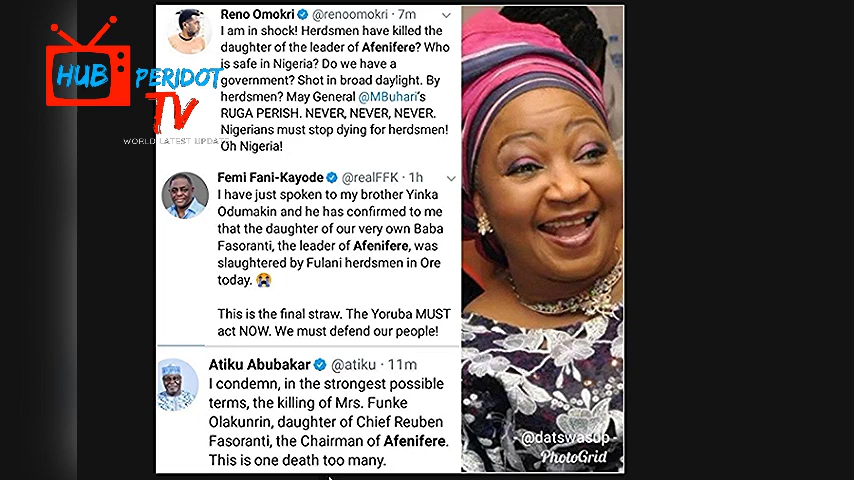 HUB PERIDOT
TV
WORLD LATEST UPDATE
Reno Omokri @renoomokri · 7m
I am in shock! Herdsmen have killed the
daughter of the leader of Afenifere? Who
is safe in Nigeria? Do we have a
government? Shot in broad daylight. By
herdsmen? May General @MBuhari's
RUGA PERISH. NEVER, NEVER, NEVER.
Nigerians must stop dying for herdsmen!
Oh Nigeria!
Femi Fani-Kayode @realFFK · 1h
I have just spoken to my brother Yinka
Odumakin and he has confirmed to me
that the daughter of our very own Baba
Fasoranti, the leader of Afenifere, was
slaughtered by Fulani herdsmen in Ore
today. 😭
This is the final straw. The Yoruba MUST
act NOW. We must defend our people!
Atiku Abubakar @atiku · 11m
I condemn, in the strongest possible
terms, the killing of Mrs. Funke
Olakunrin, daughter of Chief Reuben
Fasoranti, the Chairman of Afenifere.
This is one death too many.
- @datswasup -
PhotoGrid